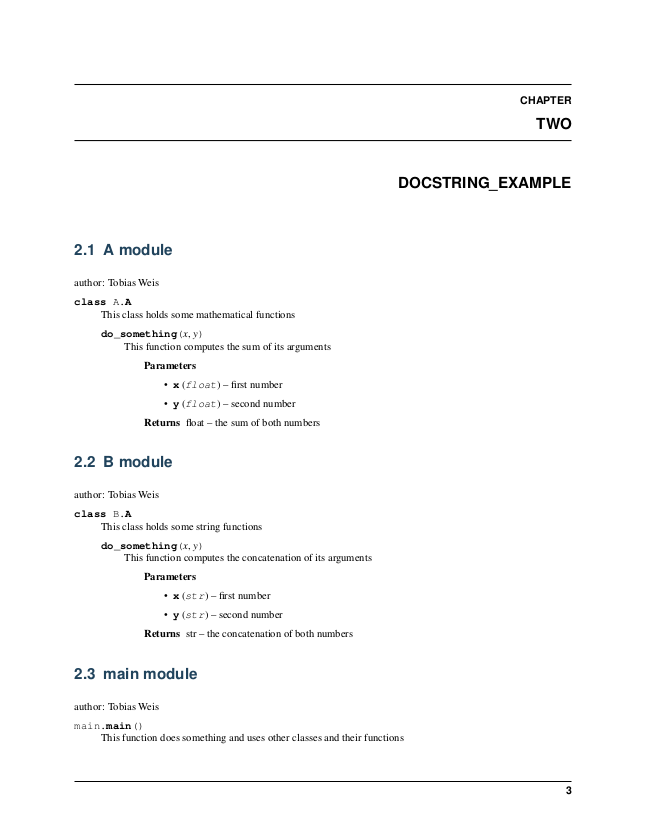 CHAPTER
TWO
DOCSTRING_EXAMPLE
2.1 A module
author: Tobias Weis
class A.A
This class holds some mathematical functions
do_something(x, y)
This function computes the sum of its arguments
Parameters
• x (float) – first number
• y (float) – second number
Returns float – the sum of both numbers
2.2 B module
author: Tobias Weis
class B.A
This class holds some string functions
do_something(x, y)
This function computes the concatenation of its arguments
Parameters
• x (str) – first number
• y (str) – second number
Returns str – the concatenation of both numbers
2.3 main module
author: Tobias Weis
main.main()
This function does something and uses other classes and their functions
3